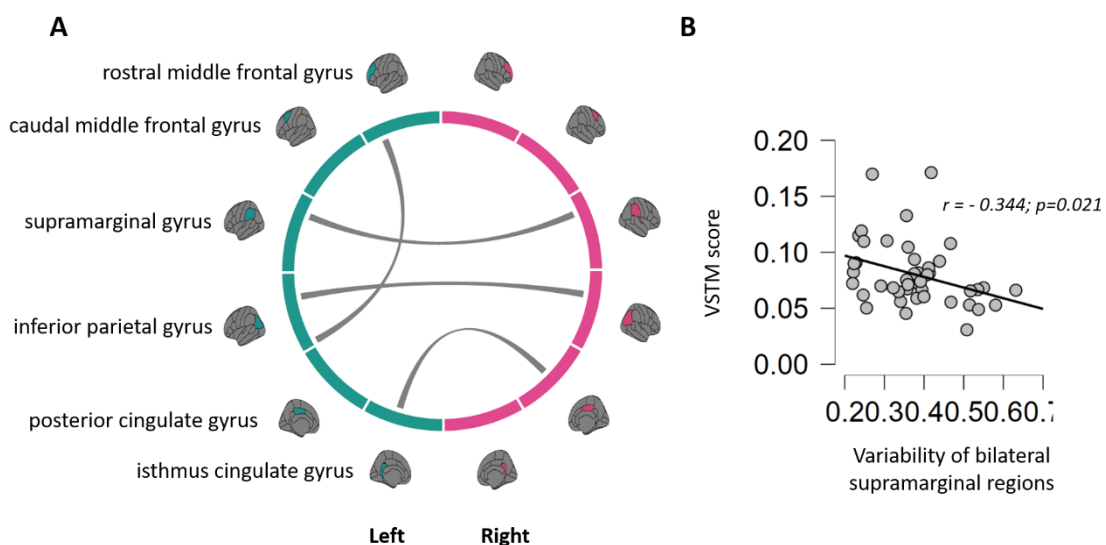 A
rostral middle frontal gyrus
caudal middle frontal gyrus
supramarginal gyrus
inferior parietal gyrus
posterior cingulate gyrus
isthmus cingulate gyrus
Left Right
B
VSTM score
0.20
0.15
0.10
0.05
0.00
r = - 0.344; p=0.021
0.20.30.40.50.60.7
Variability of bilateral
supramarginal regions